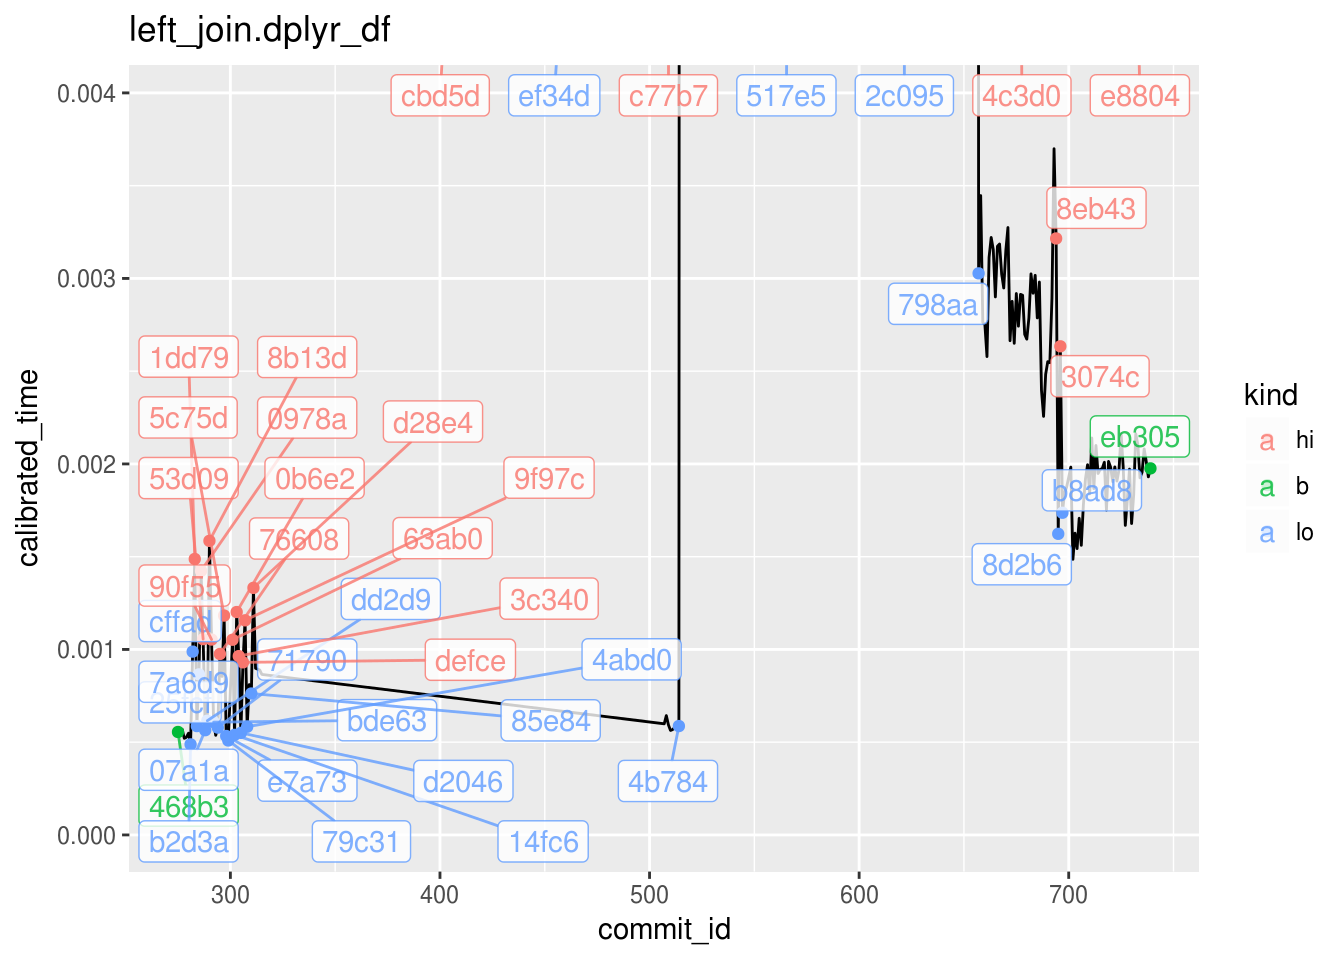 left_join.dplyr_df
cbd5d ef34d c77b7 517e5 2c095 4c3d0 e8804
0.004
8eb43
0.003
798aa
1dd79 8b13d
3074c
5c75d 0978a d28e4
eb305
0.002
53d09 0b6e2 9f97c
b8ad8
76608 63ab0
8d2b6
90f55
cffad dd2d9 3c340
0.001
71790 defce 4abd0
7a6d9
bde63 85e84
07a1a e7a73 d2046 4b784
468b3
0.000
b2d3a 79c31 14fc6
300 400 500 600 700
commit_id
calibrated_time
kind
a hi
a b
a lo